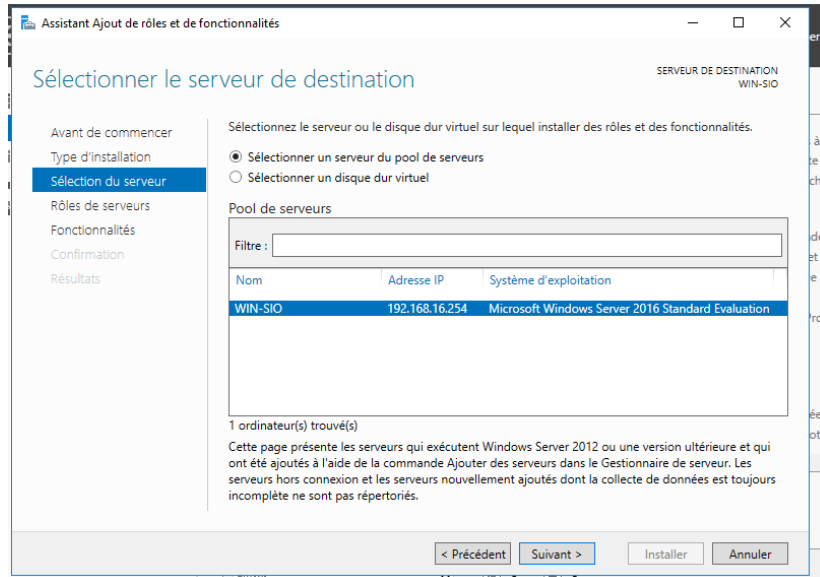 Assistant Ajout de rôles et de fonctionnalités
Sélectionner le serveur de destination
SERVEUR DE DESTINATION
WIN-SIO
Avant de commencer
Type d'installation
Sélection du serveur
Rôles de serveurs
Fonctionnalités
Confirmation
Résultats
Sélectionnez le serveur ou le disque dur virtuel sur lequel installer des rôles et des fonctionnalités.
Sélectionner un serveur du pool de serveurs
Sélectionner un disque dur virtuel
Pool de serveurs
Filtre :
Nom Adresse IP Système d'exploitation
WIN-SIO 192.168.16.254 Microsoft Windows Server 2016 Standard Evaluation
1 ordinateur(s) trouvé(s)
Cette page présente les serveurs qui exécutent Windows Server 2012 ou une version ultérieure et qui
ont été ajoutés à l'aide de la commande Ajouter des serveurs dans le Gestionnaire de serveur. Les
serveurs hors connexion et les serveurs nouvellement ajoutés dont la collecte de données est toujours
incomplète ne sont pas répertoriés.
< Précédent Suivant > Installer Annuler